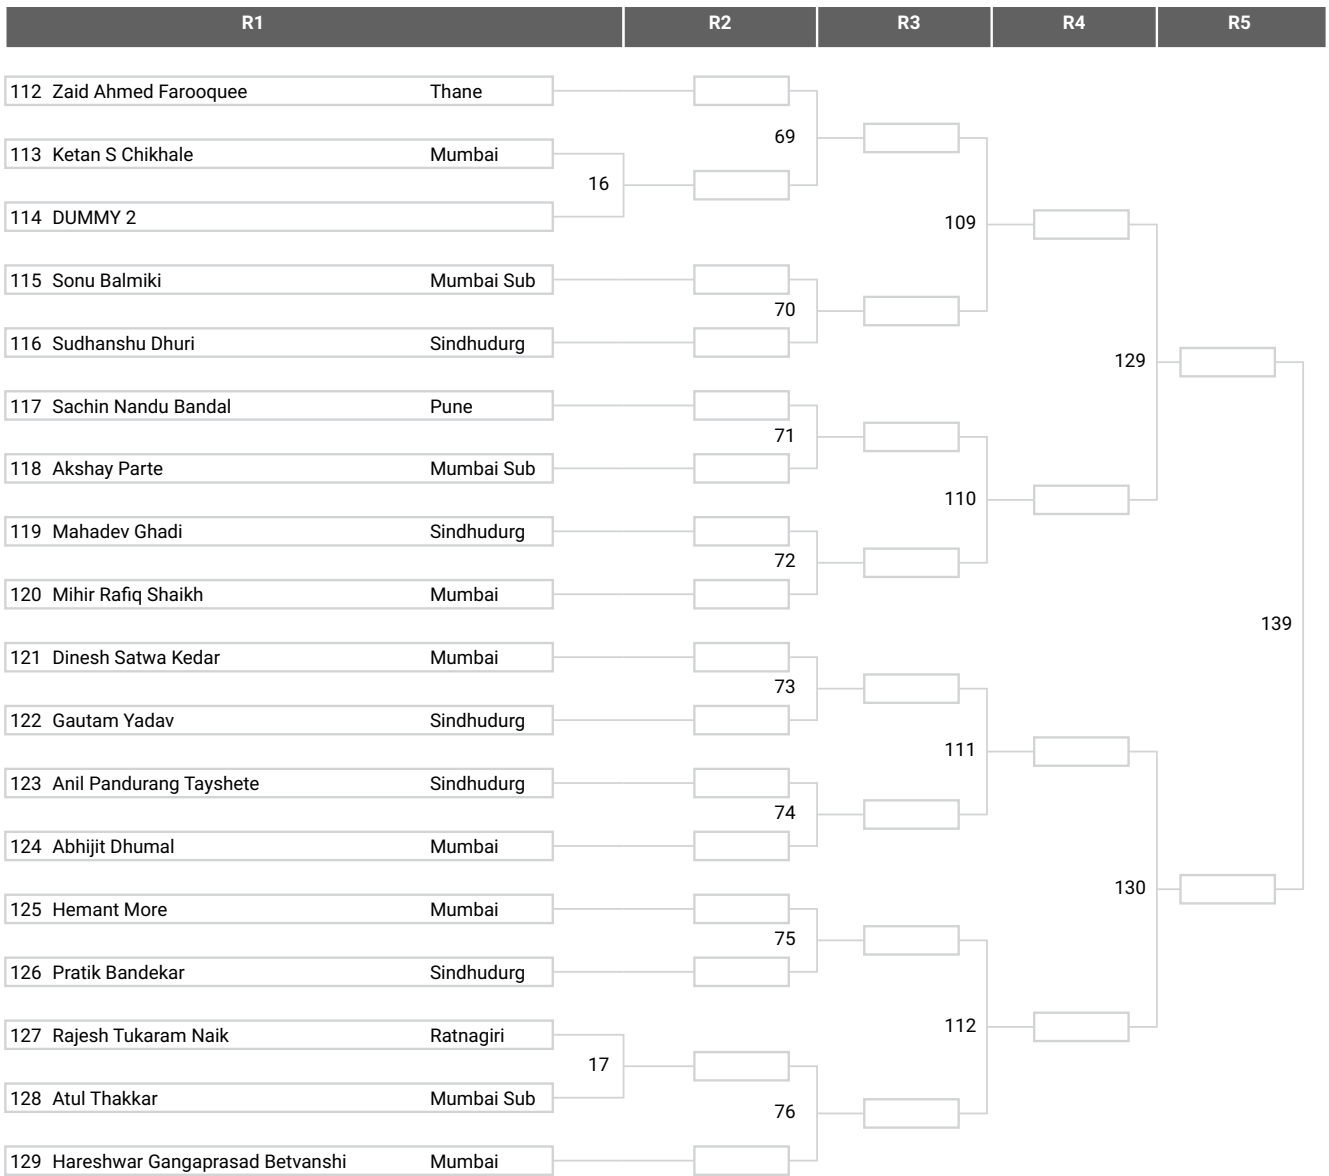 R1 R2 R3 R4 R5
112 Zaid Ahmed Farooquee Thane
69
113 Ketan S Chikhale Mumbai
16
114 DUMMY 2
109
115 Sonu Balmiki Mumbai Sub
70
116 Sudhanshu Dhuri Sindhudurg
129
117 Sachin Nandu Bandal Pune
71
118 Akshay Parte Mumbai Sub
110
119 Mahadev Ghadi Sindhudurg
72
120 Mihir Rafiq Shaikh Mumbai
139
121 Dinesh Satwa Kedar Mumbai
73
122 Gautam Yadav Sindhudurg
111
123 Anil Pandurang Tayshete Sindhudurg
74
124 Abhijit Dhumal Mumbai
130
125 Hemant More Mumbai
75
126 Pratik Bandekar Sindhudurg
112
127 Rajesh Tukaram Naik Ratnagiri
17
128 Atul Thakkar Mumbai Sub
76
129 Hareshwar Gangaprasad Betvanshi Mumbai